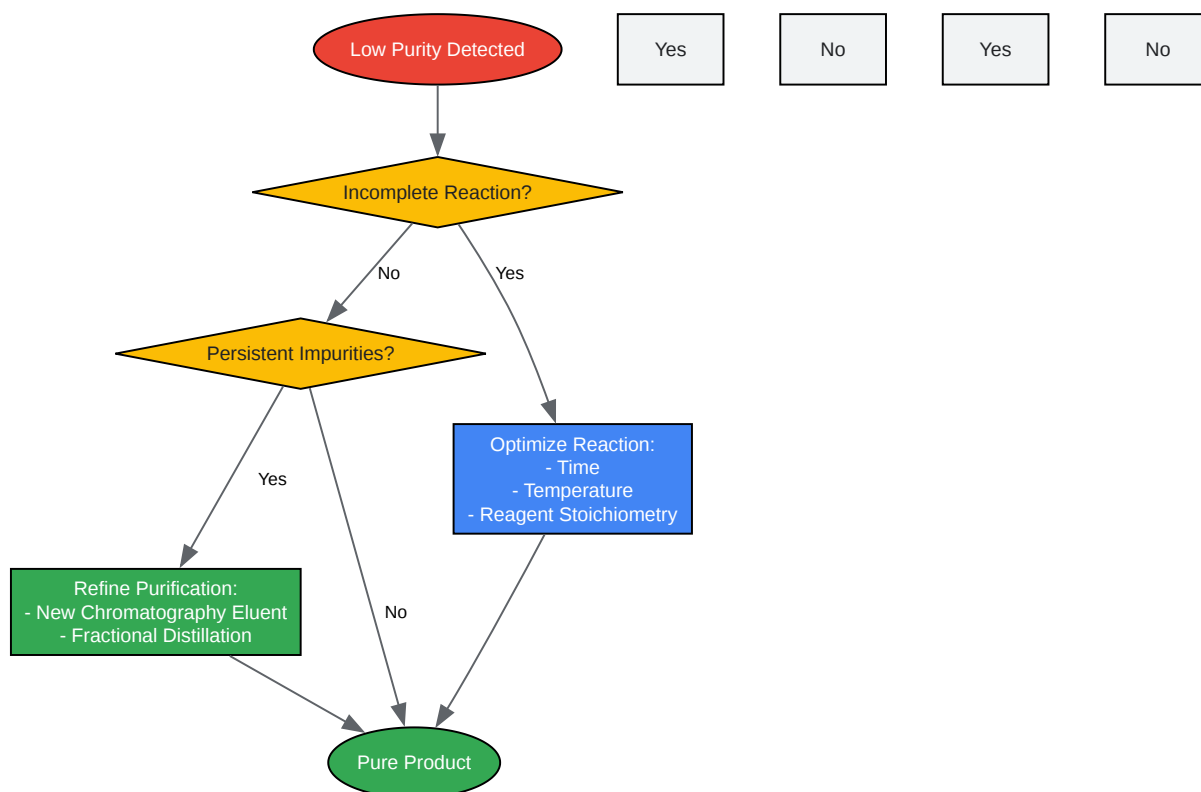 Low Purity Detected
Yes
No
Yes
No
Incomplete Reaction?
No
Yes
Persistent Impurities?
Optimize Reaction:
- Time
- Temperature
- Reagent Stoichiometry
Yes
Refine Purification:
- New Chromatography Eluent
- Fractional Distillation
No
Pure Product